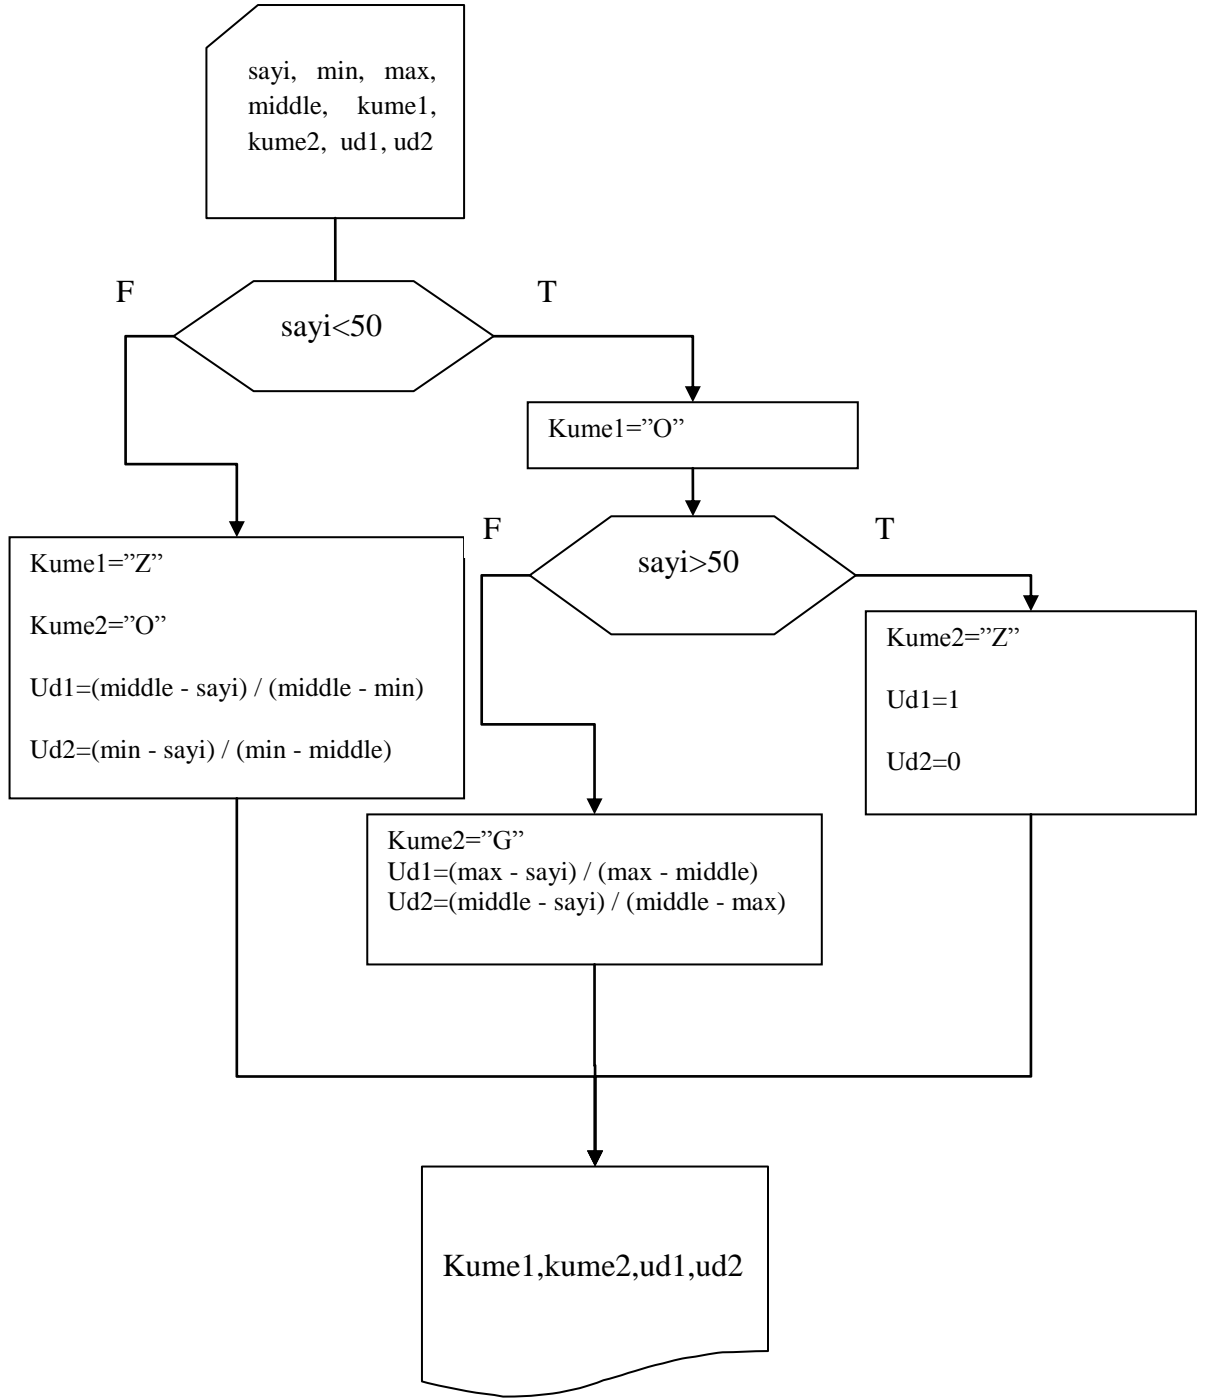 sayi, min, max,
middle, kume1,
kume2, ud1, ud2
F
T
sayi<50
Kume1=”O”
F
T
sayi>50
Kume1=”Z”
Kume2=”O”
Ud1=(middle - sayi) / (middle - min)
Ud2=(min - sayi) / (min - middle)
Kume2=”Z”
Ud1=1
Ud2=0
Kume2=”G”
Ud1=(max - sayi) / (max - middle)
Ud2=(middle - sayi) / (middle - max)
Kume1,kume2,ud1,ud2